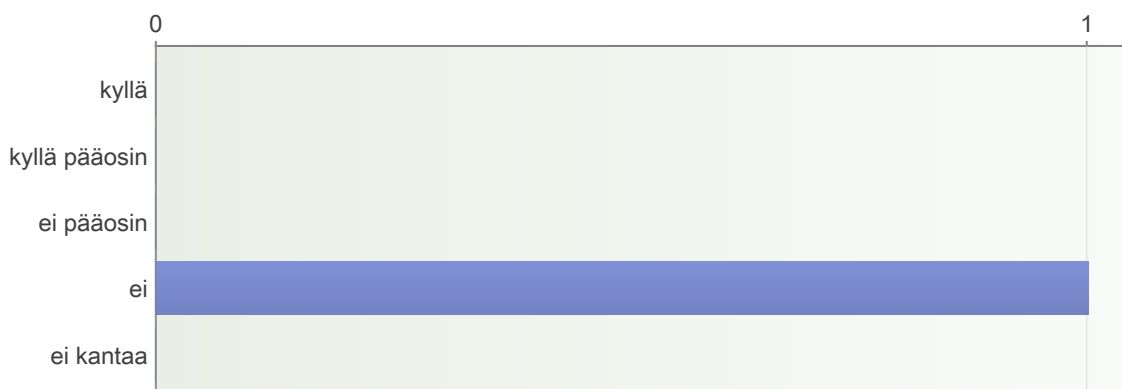 0 1
kyllä
kyllä pääosin
ei pääosin
ei
ei kantaa